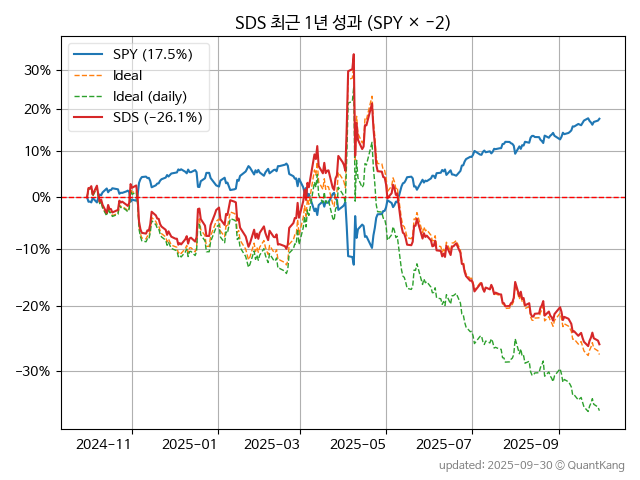 SDS 최근 1년 성과 (SPY × −2)
SPY (17.5%)
Ideal
Ideal (daily)
SDS (−26.1%)
30%
20%
10%
0%
−10%
−20%
−30%
2024-11
2025-01
2025-03
2025-05
2025-07
2025-09
updated: 2025-09-30 © QuantKang